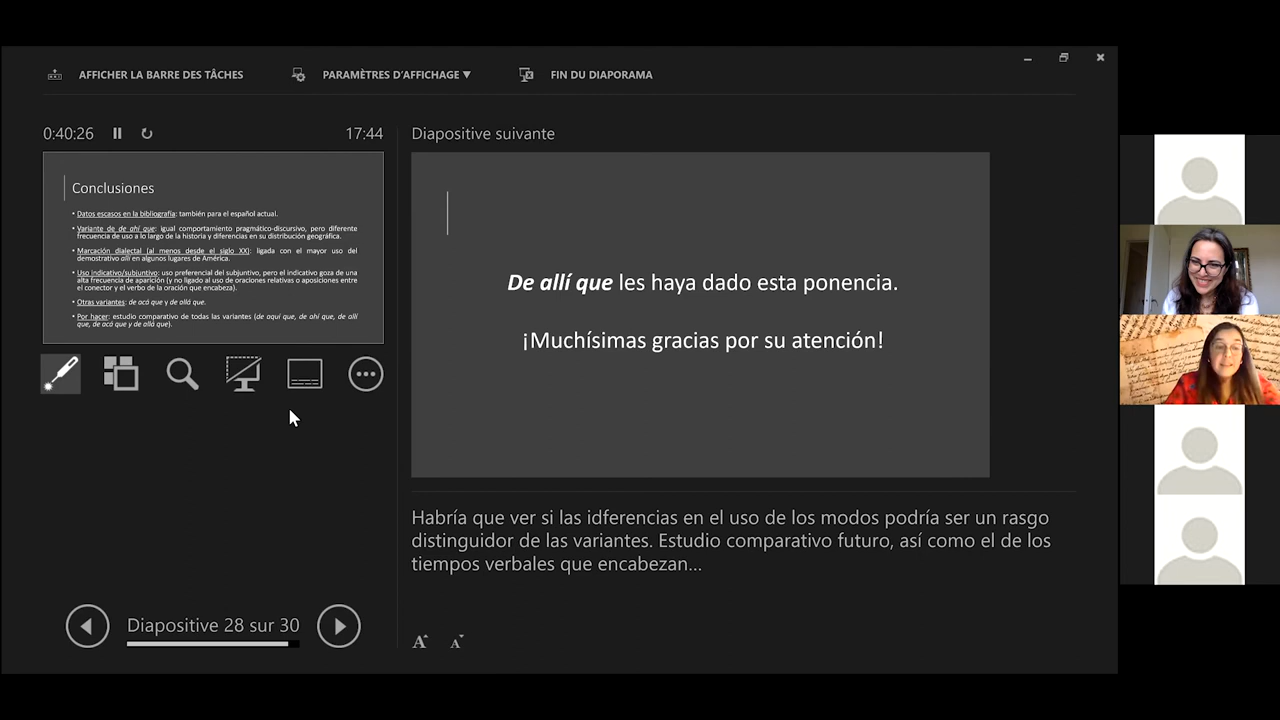 AFFICHER LA BARRE DES TÂCHES
PARAMÈTRES D'AFFICHAGE ▼
FIN DU DIAPORAMA
0:40:26
17:44
Conclusiones
• Datos escasos en la bibliografía: también para el español actual.
• Variante de de ahí que: igual comportamiento pragmático-discursivo, pero diferente
frecuencia de uso a lo largo de la historia y diferencias en su distribución geográfica.
• Marcación dialectal (al menos desde el siglo XX): ligada con el mayor uso del
demostrativo allí en algunos lugares de América.
• Uso indicativo/subjuntivo: uso preferencial del subjuntivo, pero el indicativo goza de una
alta frecuencia de aparición (y no ligado al uso de oraciones relativas o aposiciones entre
el conector y el verbo de la oración que encabeza).
• Otras variantes: de acá que y de allá que.
• Por hacer: estudio comparativo de todas las variantes (de aquí que, de ahí que, de allí
que, de acá que y de allá que).
Diapositive 28 sur 30
Diapositive suivante
De allí que les haya dado esta ponencia.
¡Muchísimas gracias por su atención!
Habría que ver si las idferencias en el uso de los modos podría ser un rasgo
distinguidor de las variantes. Estudio comparativo futuro, así como el de los
tiempos verbales que encabezan...
A A